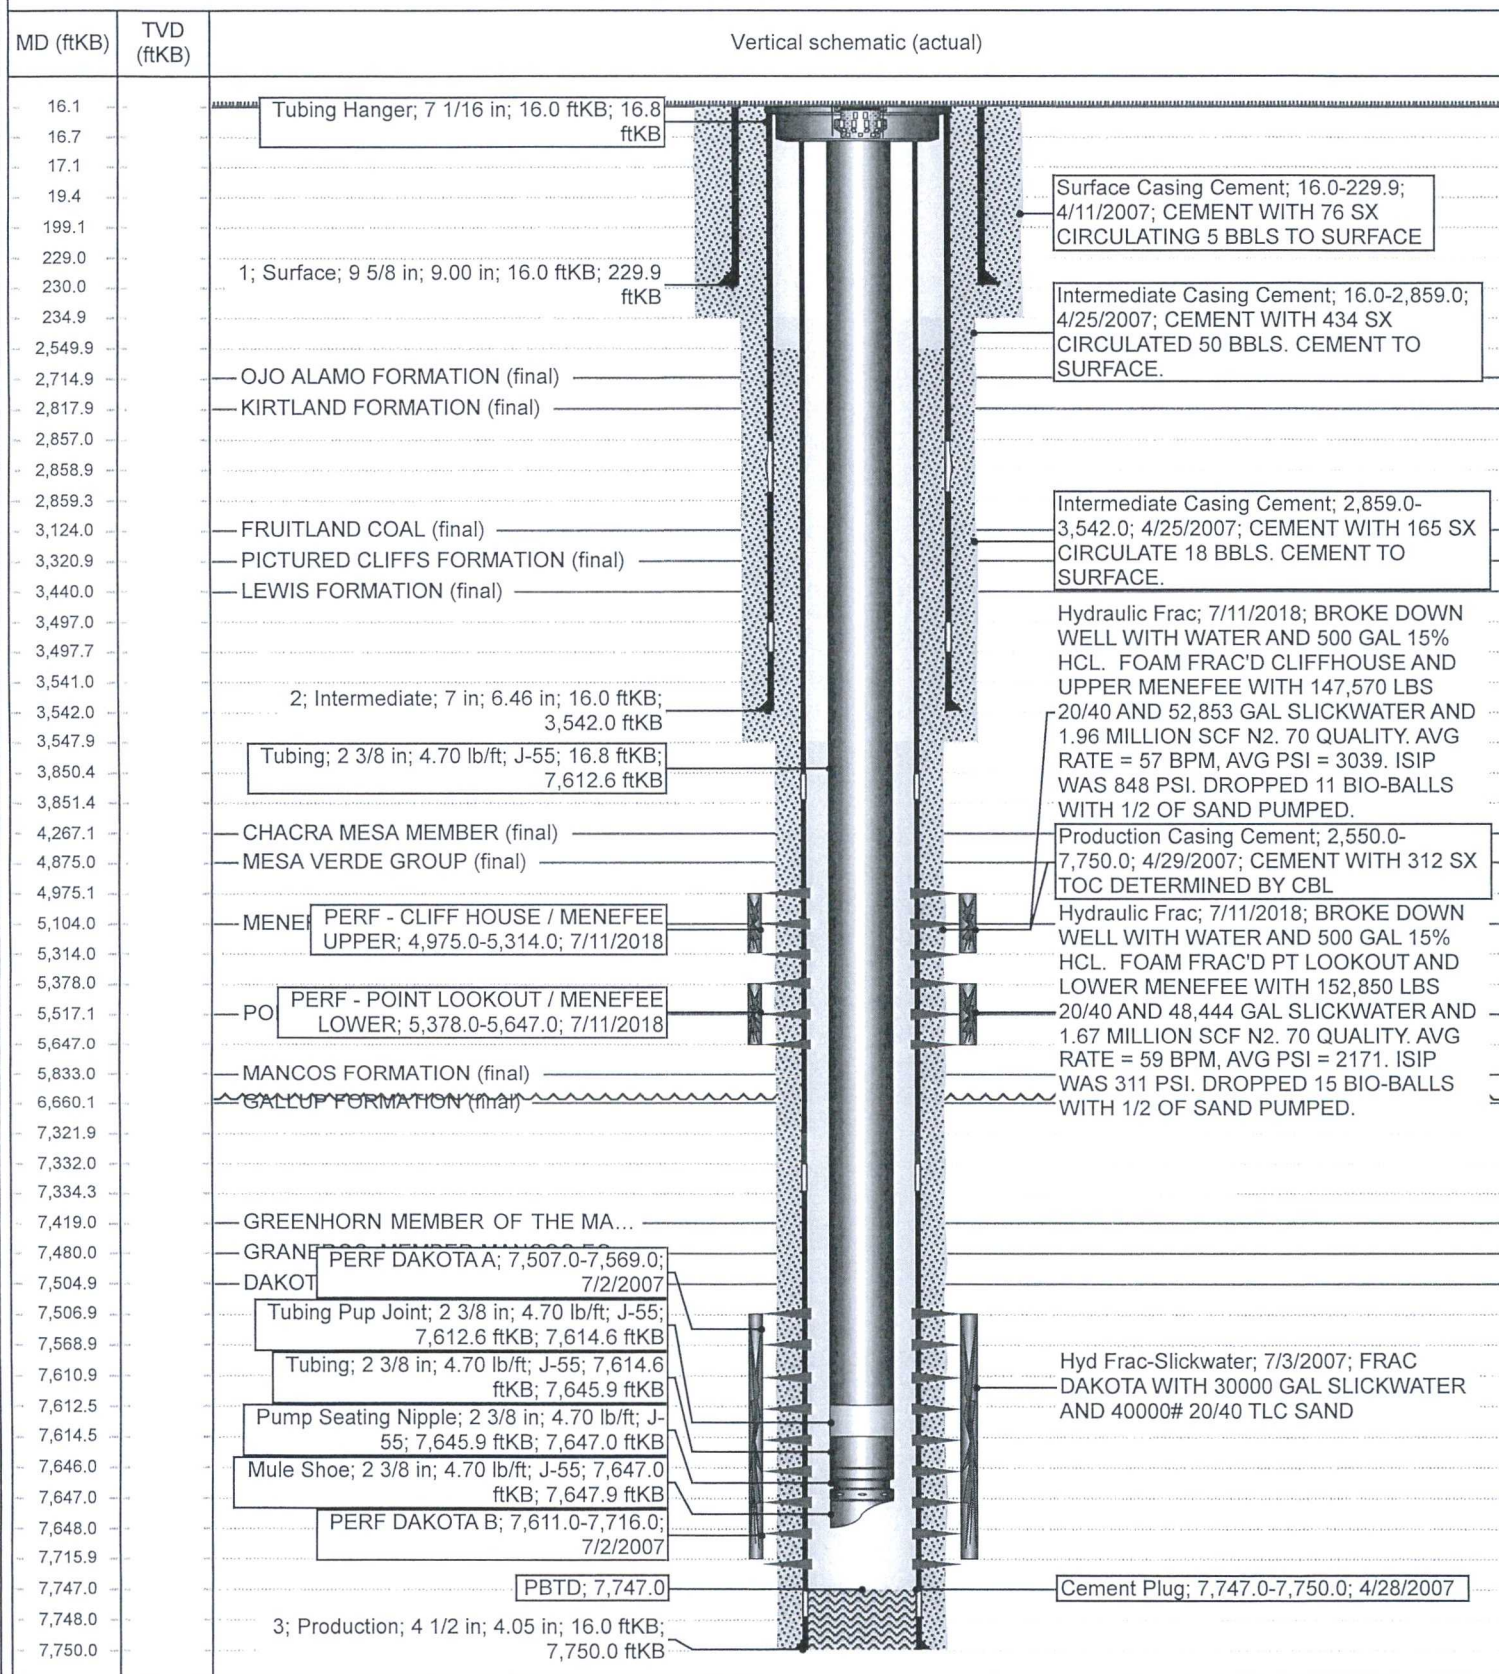 MD (ftKB)
TVD
(ftKB)
Vertical schematic (actual)
16.1
16.7
17.1
19.4
199.1
229.0
230.0
234.9
2,549.9
2,714.9
2,817.9
2,857.0
2,858.9
2,859.3
3,124.0
3,320.9
3,440.0
3,497.0
3,497.7
3,541.0
3,542.0
3,547.9
3,850.4
3,851.4
4,267.1
4,875.0
4,975.1
5,104.0
5,314.0
5,378.0
5,517.1
5,647.0
5,833.0
6,660.1
7,321.9
7,332.0
7,334.3
7,419.0
7,480.0
7,504.9
7,506.9
7,568.9
7,610.9
7,612.5
7,614.5
7,646.0
7,647.0
7,648.0
7,715.9
7,747.0
7,748.0
7,750.0
Tubing Hanger; 7 1/16 in; 16.0 ftKB; 16.8
ftKB
1; Surface; 9 5/8 in; 9.00 in; 16.0 ftKB; 229.9
ftKB
OJO ALAMO FORMATION (final)
KIRTLAND FORMATION (final)
FRUITLAND COAL (final)
PICTURED CLIFFS FORMATION (final)
LEWIS FORMATION (final)
2; Intermediate; 7 in; 6.46 in; 16.0 ftKB;
3,542.0 ftKB
Tubing; 2 3/8 in; 4.70 lb/ft; J-55; 16.8 ftKB;
7,612.6 ftKB
CHACRA MESA MEMBER (final)
MESA VERDE GROUP (final)
MENEF
PERF - CLIFF HOUSE / MENEFEE
UPPER; 4,975.0-5,314.0; 7/11/2018
PERF - POINT LOOKOUT / MENEFEE
PO
LOWER; 5,378.0-5,647.0; 7/11/2018
MANCOS FORMATION (final)
GALLUP FORMATION (final)
GREENHORN MEMBER OF THE MA...
PERF DAKOTA A; 7,507.0-7,569.0;
DAKOT
7/2/2007
Tubing Pup Joint; 2 3/8 in; 4.70 lb/ft; J-55;
7,612.6 ftKB; 7,614.6 ftKB
Tubing; 2 3/8 in; 4.70 lb/ft; J-55; 7,614.6
ftKB; 7,645.9 ftKB
Pump Seating Nipple; 2 3/8 in; 4.70 lb/ft; J-
55; 7,645.9 ftKB; 7,647.0 ftKB
Mule Shoe; 2 3/8 in; 4.70 lb/ft; J-55; 7,647.0
ftKB; 7,647.9 ftKB
PERF DAKOTA B; 7,611.0-7,716.0;
7/2/2007
PBTD; 7,747.0
3; Production; 4 1/2 in; 4.05 in; 16.0 ftKB;
7,750.0 ftKB
Surface Casing Cement; 16.0-229.9;
4/11/2007; CEMENT WITH 76 SX
CIRCULATING 5 BBLS TO SURFACE
Intermediate Casing Cement; 16.0-2,859.0;
4/25/2007; CEMENT WITH 434 SX
CIRCULATED 50 BBLS. CEMENT TO
SURFACE.
Intermediate Casing Cement; 2,859.0-
3,542.0; 4/25/2007; CEMENT WITH 165 SX
CIRCULATE 18 BBLS. CEMENT TO
SURFACE.
Hydraulic Frac; 7/11/2018; BROKE DOWN
WELL WITH WATER AND 500 GAL 15%
HCL.  FOAM FRAC'D CLIFFHOUSE AND
UPPER MENEFEE WITH 147,570 LBS
20/40 AND 52,853 GAL SLICKWATER AND
1.96 MILLION SCF N2. 70 QUALITY. AVG
RATE = 57 BPM, AVG PSI = 3039. ISIP
WAS 848 PSI. DROPPED 11 BIO-BALLS
WITH 1/2 OF SAND PUMPED.
Production Casing Cement; 2,550.0-
7,750.0; 4/29/2007; CEMENT WITH 312 SX
TOC DETERMINED BY CBL
Hydraulic Frac; 7/11/2018; BROKE DOWN
WELL WITH WATER AND 500 GAL 15%
HCL.  FOAM FRAC'D PT LOOKOUT AND
LOWER MENEFEE WITH 152,850 LBS
20/40 AND 48,444 GAL SLICKWATER AND
1.67 MILLION SCF N2. 70 QUALITY. AVG
RATE = 59 BPM, AVG PSI = 2171. ISIP
WAS 311 PSI. DROPPED 15 BIO-BALLS
WITH 1/2 OF SAND PUMPED.
Hyd Frac-Slickwater; 7/3/2007; FRAC
DAKOTA WITH 30000 GAL SLICKWATER
AND 40000# 20/40 TLC SAND
Cement Plug; 7,747.0-7,750.0; 4/28/2007